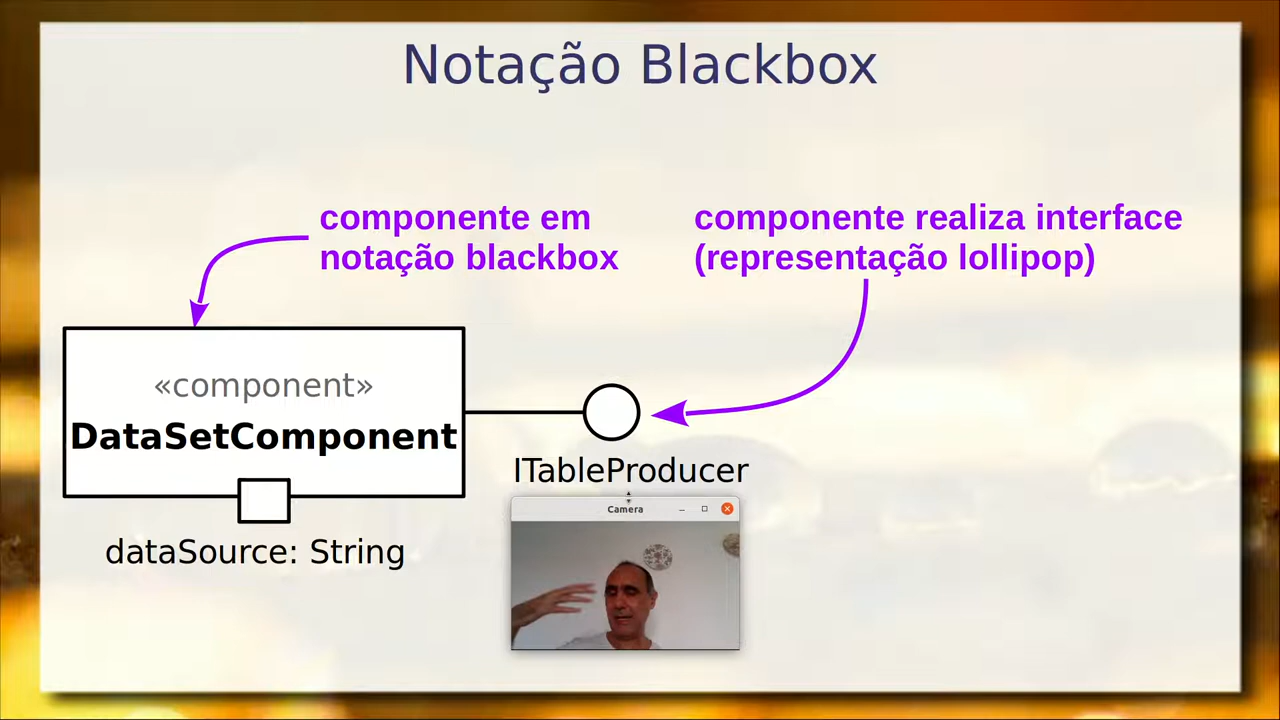 Notação Blackbox
componente em
notação blackbox
componente realiza interface
(representação lollipop)
«component»
DataSetComponent
ITableProducer
dataSource: String
Camera